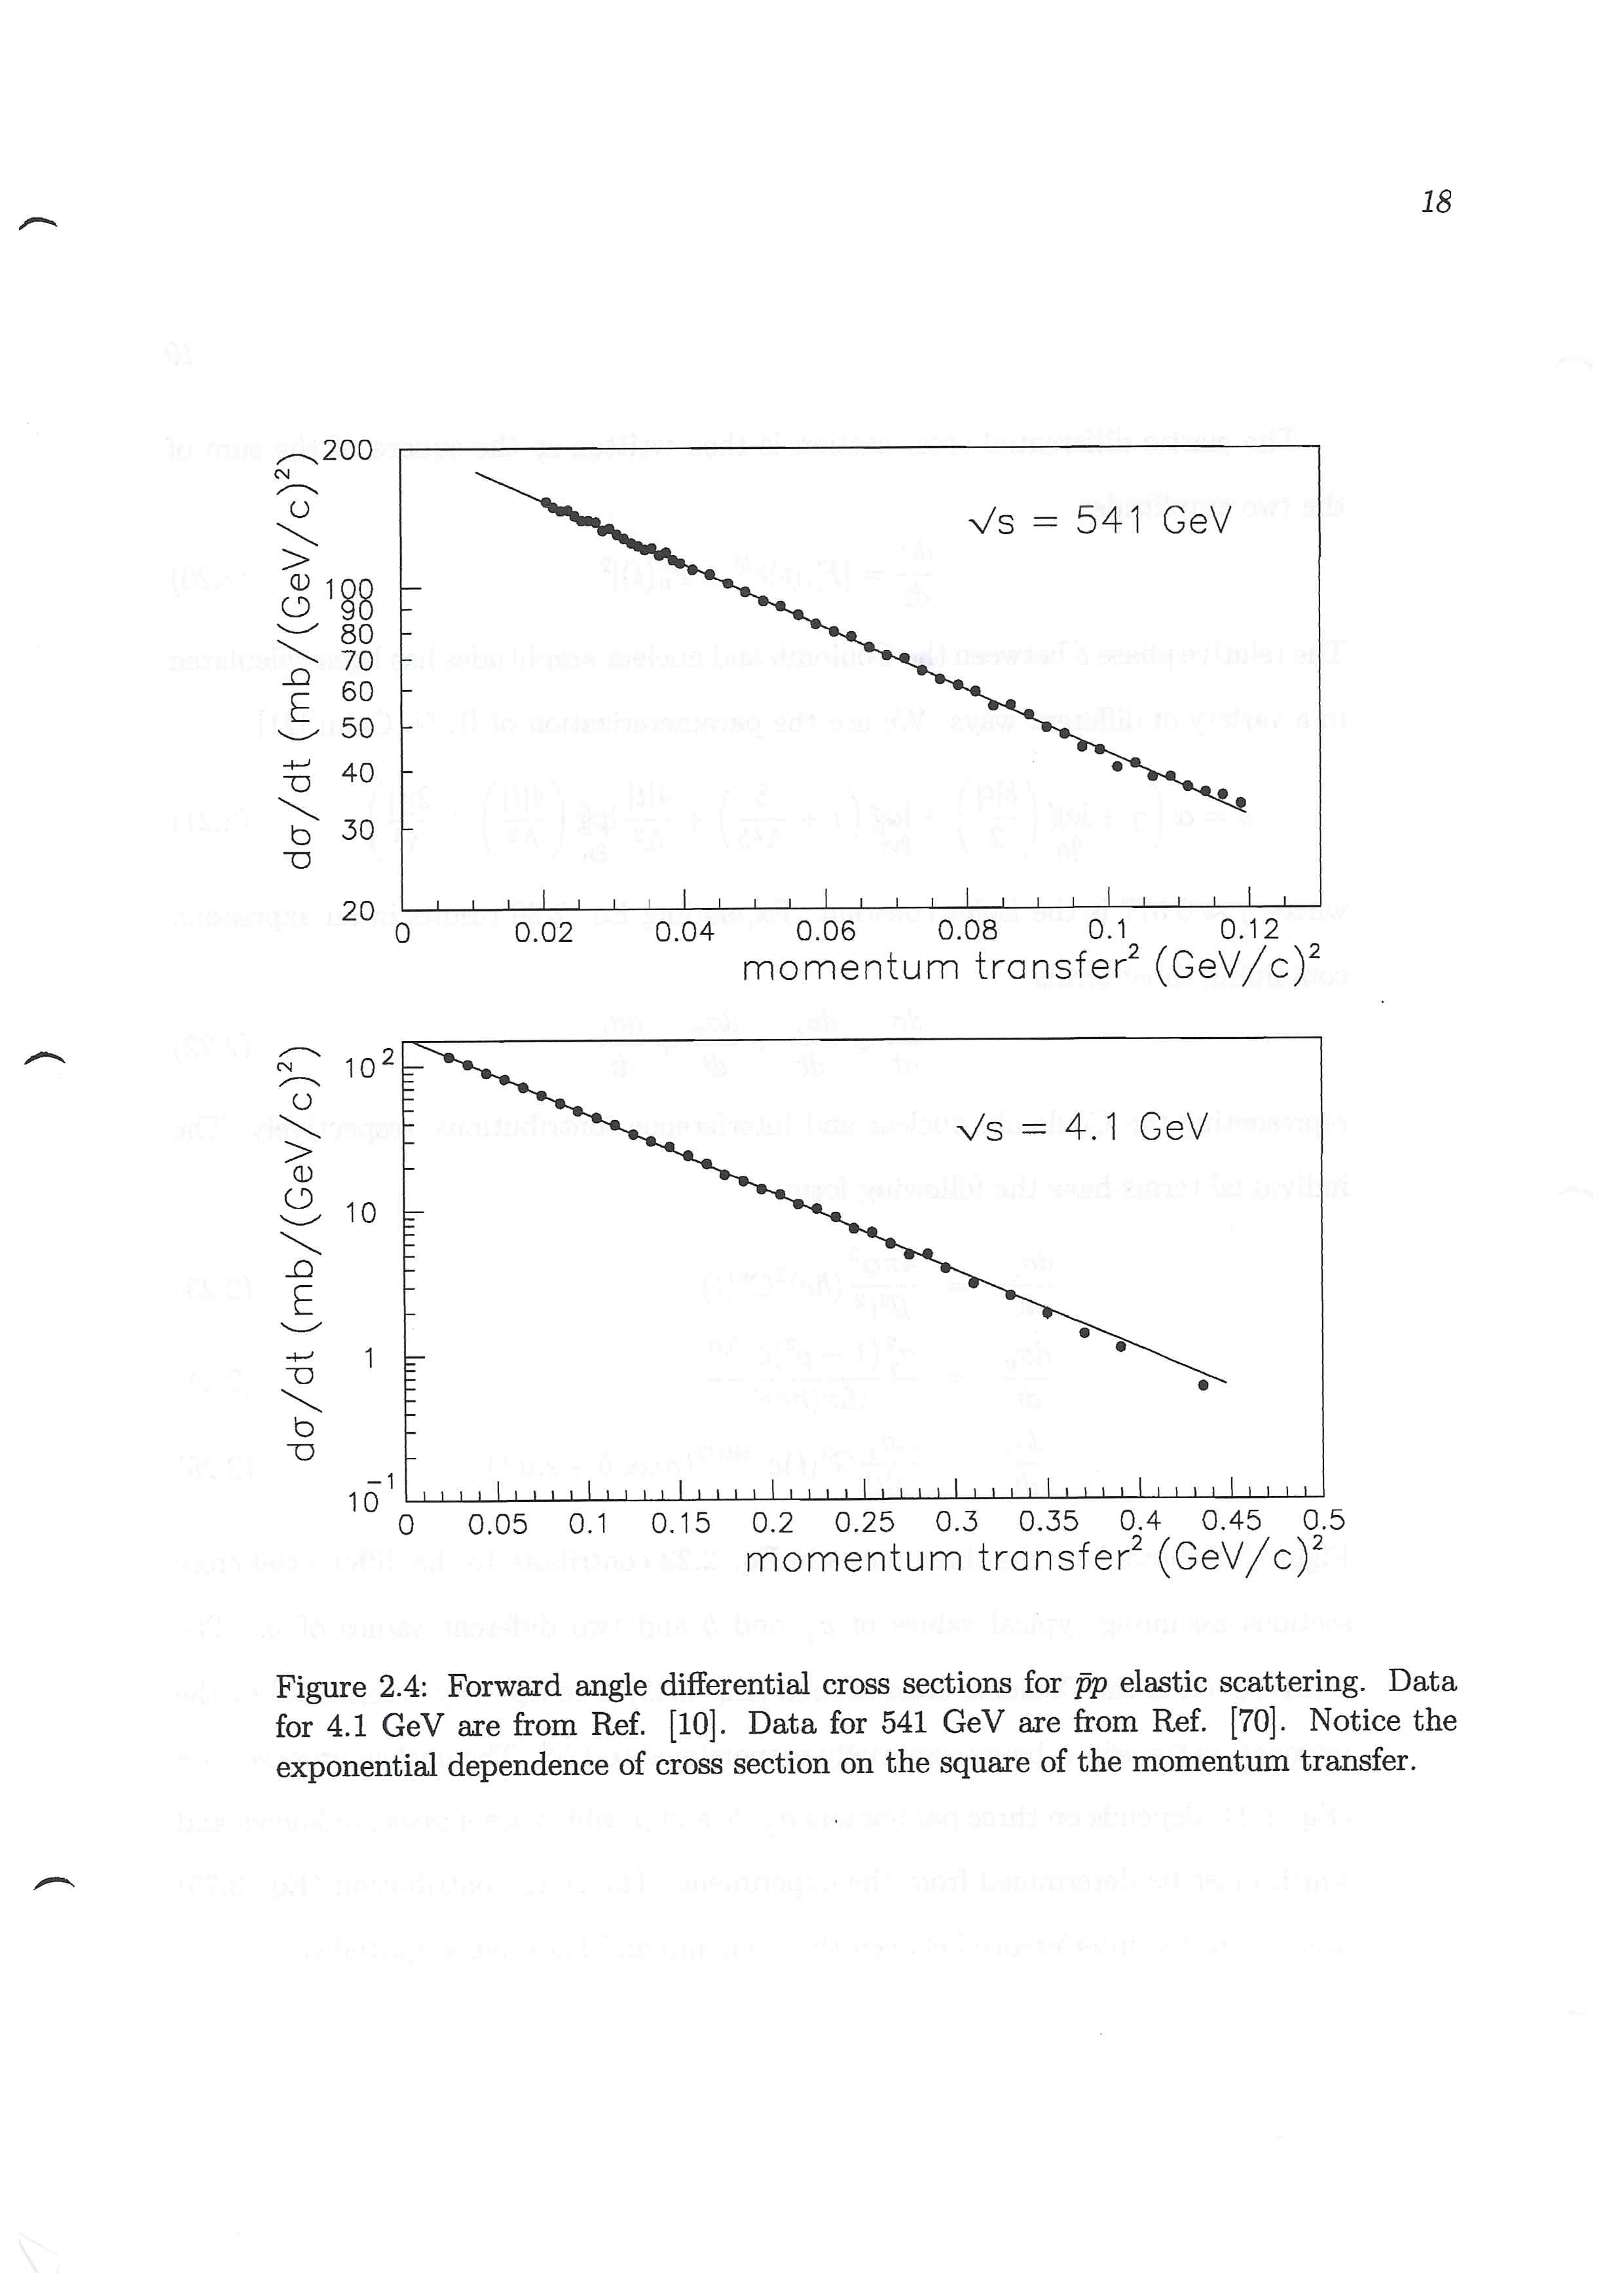 18
200
100
90
80
70
60
50
40
30
20
dσ/dt (mb/(GeV/c)²)
√s = 541 GeV
0 0.02 0.04 0.06 0.08 0.1 0.12
momentum transfer² (GeV/c)²
10²
10
1
10⁻¹
dσ/dt (mb/(GeV/c)²)
√s = 4.1 GeV
0 0.05 0.1 0.15 0.2 0.25 0.3 0.35 0.4 0.45 0.5
momentum transfer² (GeV/c)²
Figure 2.4: Forward angle differential cross sections for p̄p elastic scattering. Data
for 4.1 GeV are from Ref. [10]. Data for 541 GeV are from Ref. [70]. Notice the
exponential dependence of cross section on the square of the momentum transfer.